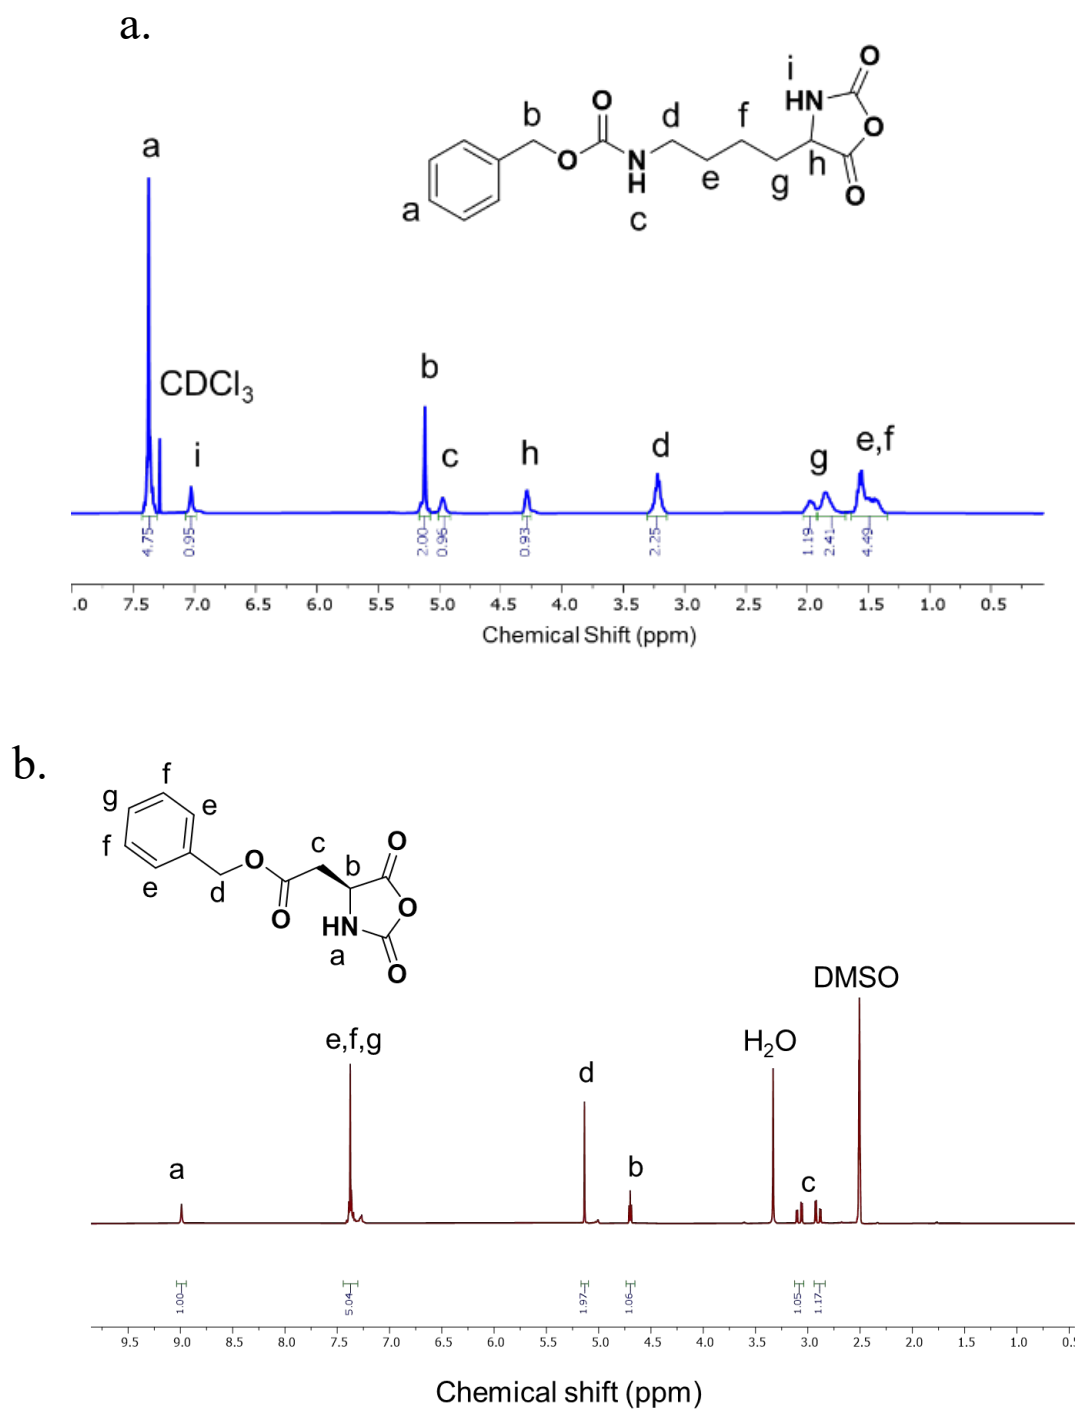 a.
i
O
HN
b
O
d
f
O
a
O
N
H
e
g
h
O
a
c
CDCl₃
i
b
c
h
d
g
e,f
4.75
0.95
2.00
0.96
0.93
2.25
1.19
2.41
4.49
.0 7.5 7.0 6.5 6.0 5.5 5.0 4.5 4.0 3.5 3.0 2.5 2.0 1.5 1.0 0.5
Chemical Shift (ppm)
b.
f
g
e
f
O
c
b
O
e
d
O
HN
O
a
O
DMSO
e,f,g
H₂O
d
a
b
c
1.00
5.04
1.97
1.06
1.05
1.17
9.5 9.0 8.5 8.0 7.5 7.0 6.5 6.0 5.5 5.0 4.5 4.0 3.5 3.0 2.5 2.0 1.5 1.0 0.5
Chemical shift (ppm)